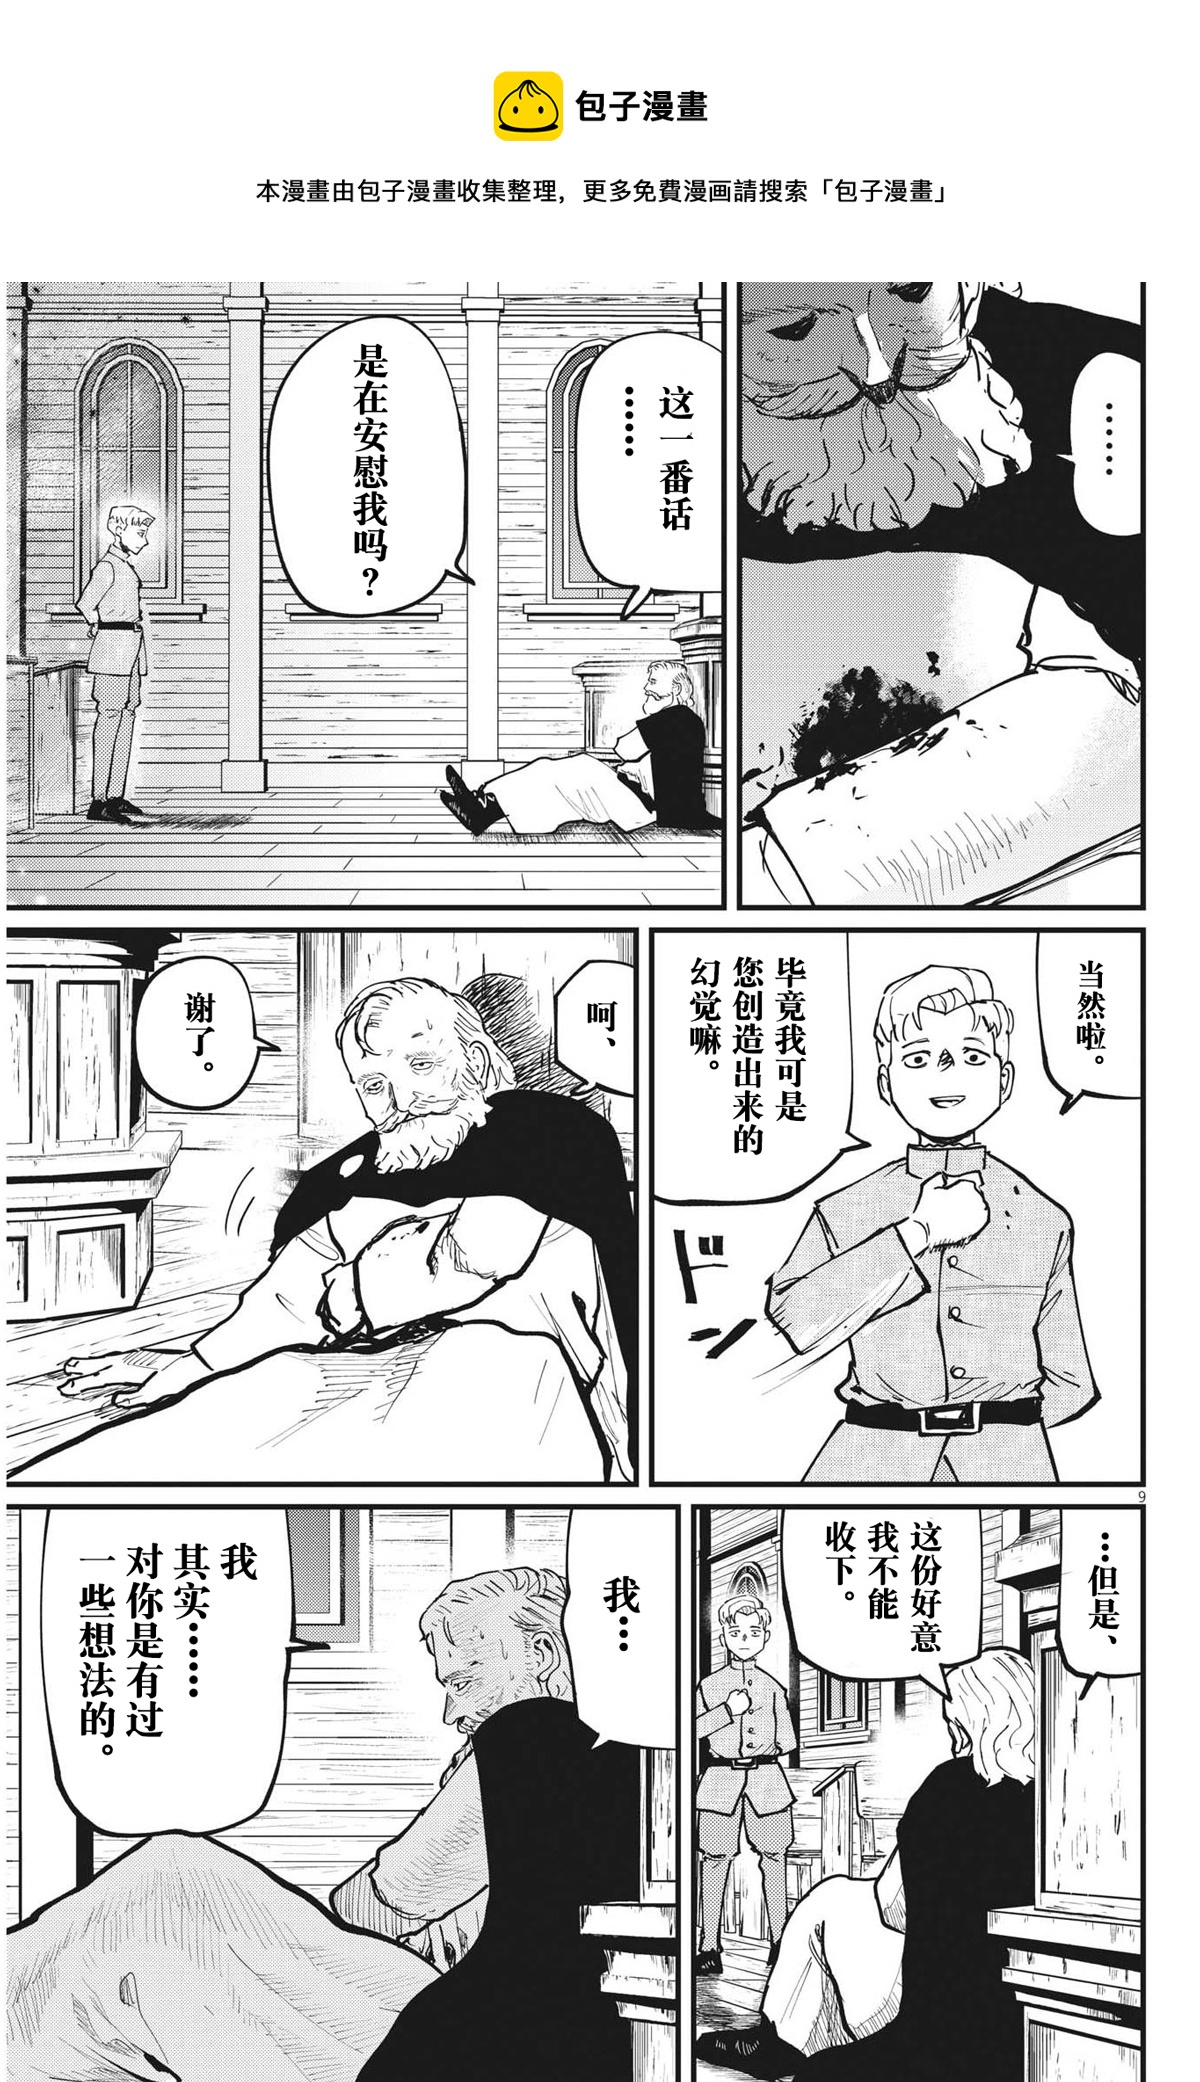 包子漫畫
本漫畫由包子漫畫收集整理，更多免費漫画請搜索「包子漫畫」
……
这一番话
……
是在安慰我吗？
当然啦。
毕竟我可是
您创造出来的
幻觉嘛。
ドン
呵、
谢了。
9
…但是、
这份好意
我不能
收下。
我…
我
其实……
对你是有过
一些想法的。